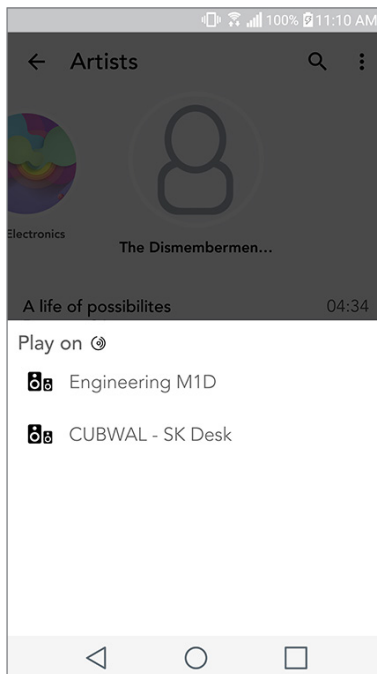 100% 11:10 AM
Artists
Electronics
The Dismembermen...
A life of possibilites 04:34
Play on
Engineering M1D
CUBWAL - SK Desk